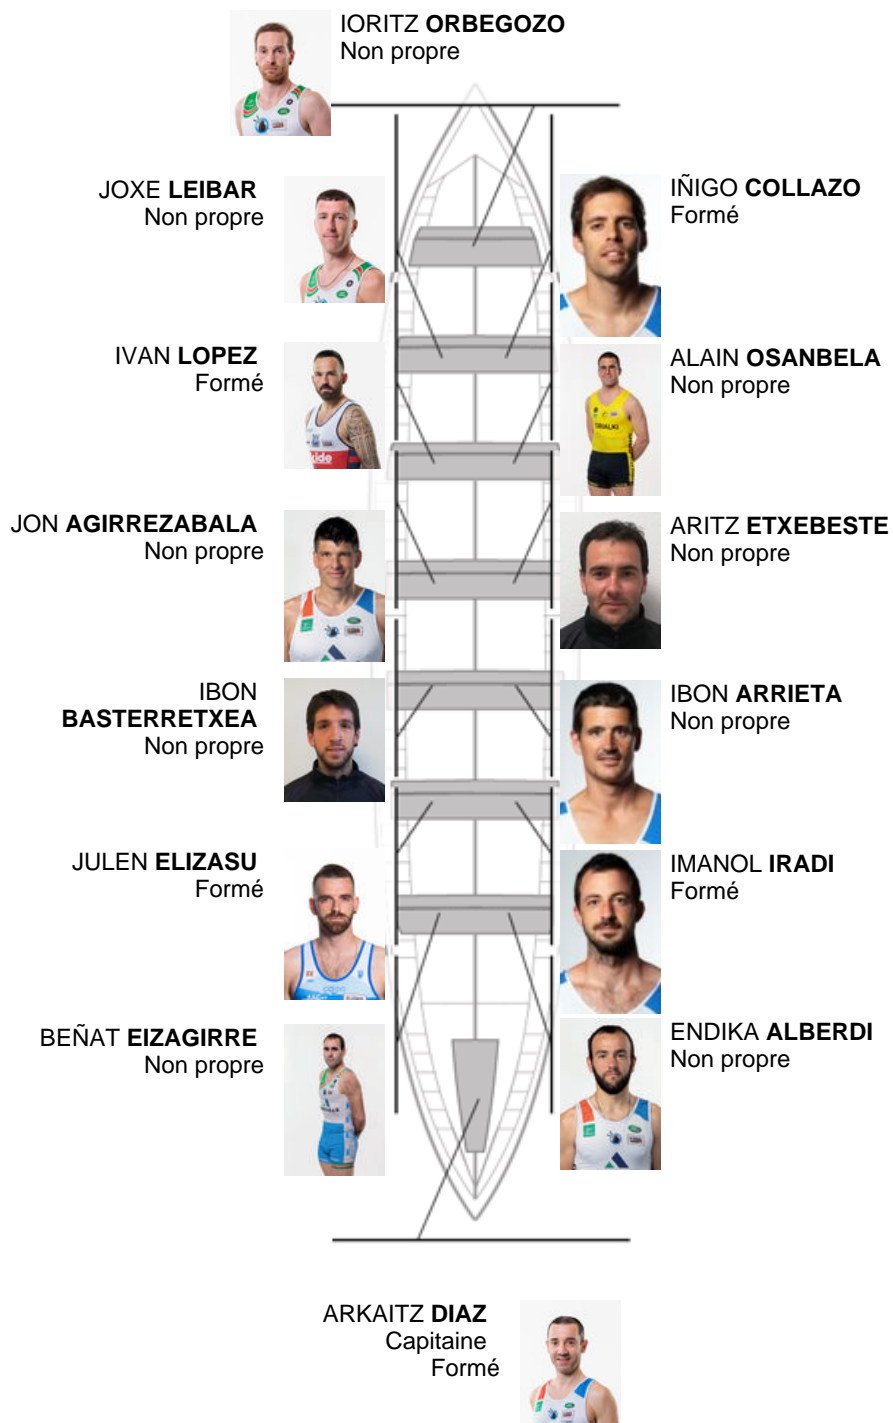 IORITZ ORBEGOZO
Non propre
JOXE LEIBAR
Non propre
IÑIGO COLLAZO
Formé
IVAN LOPEZ
Formé
ALAIN OSANBELA
Non propre
JON AGIRREZABALA
Non propre
ARITZ ETXEBESTE
Non propre
IBON
BASTERRETXEA
Non propre
IBON ARRIETA
Non propre
JULEN ELIZASU
Formé
IMANOL IRADI
Formé
BEÑAT EIZAGIRRE
Non propre
ENDIKA ALBERDI
Non propre
ARKAITZ DIAZ
Capitaine
Formé